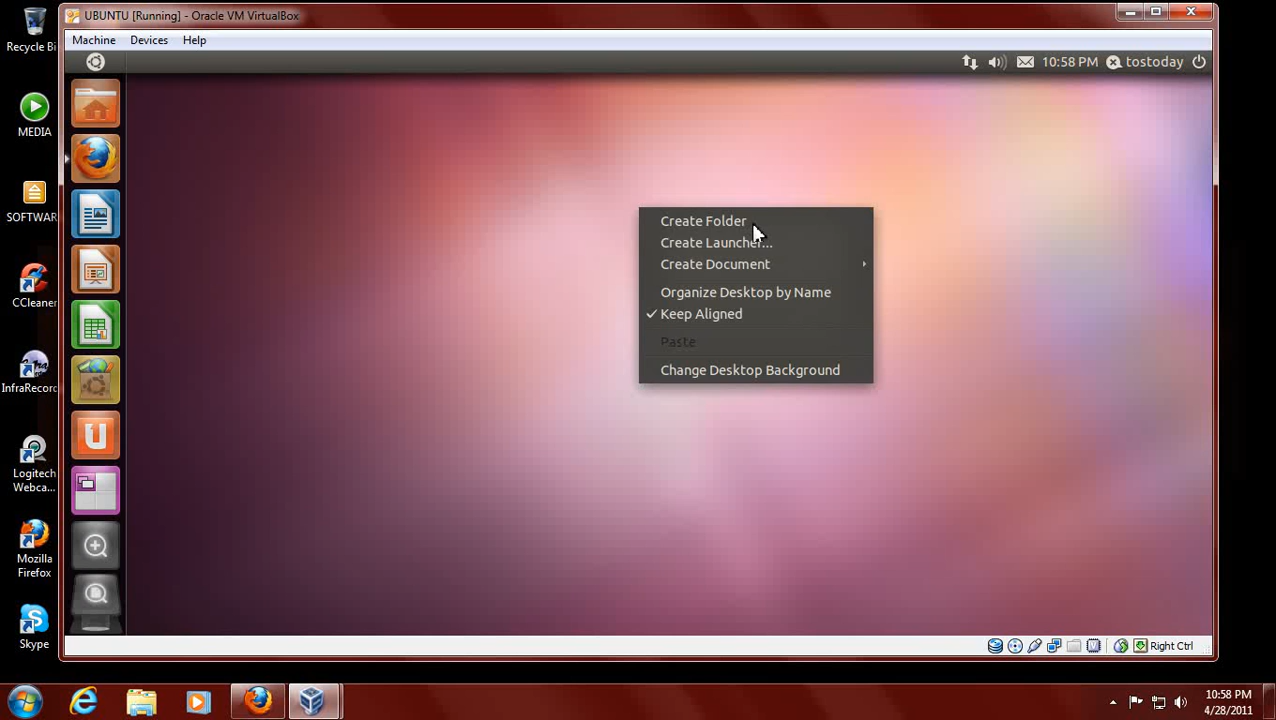 UBUNTU [Running] - Oracle VM VirtualBox
Machine Devices Help
10:58 PM tostoday
Recycle Bi
MEDIA
SOFTWAR
CCleaner
InfraRecor
Logitech
Webca...
Mozilla
Firefox
Skype
U
Create Folder
Create Launcher...
Create Document
Organize Desktop by Name
Keep Aligned
Paste
Change Desktop Background
Right Ctrl
10:58 PM
4/28/2011